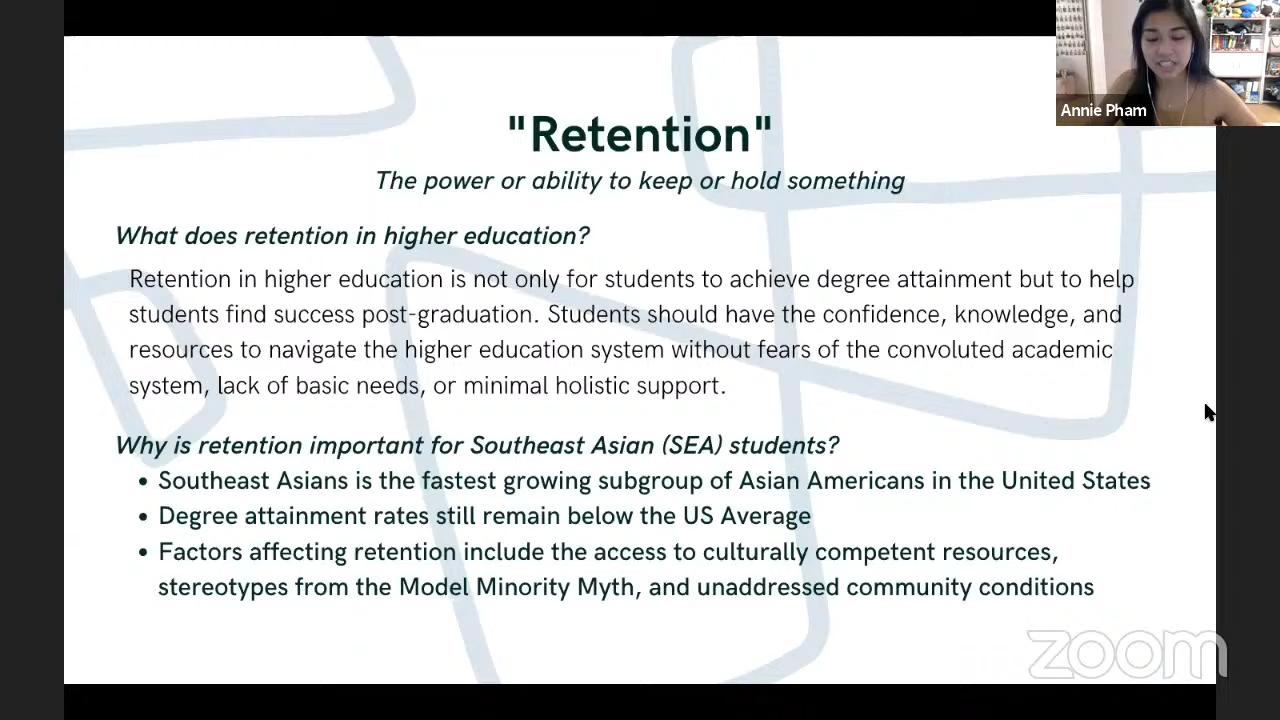 Annie Pham
"Retention"
The power or ability to keep or hold something
What does retention in higher education?
Retention in higher education is not only for students to achieve degree attainment but to help
students find success post-graduation. Students should have the confidence, knowledge, and
resources to navigate the higher education system without fears of the convoluted academic
system, lack of basic needs, or minimal holistic support.
Why is retention important for Southeast Asian (SEA) students?
• Southeast Asians is the fastest growing subgroup of Asian Americans in the United States
• Degree attainment rates still remain below the US Average
• Factors affecting retention include the access to culturally competent resources,
stereotypes from the Model Minority Myth, and unaddressed community conditions
zoom